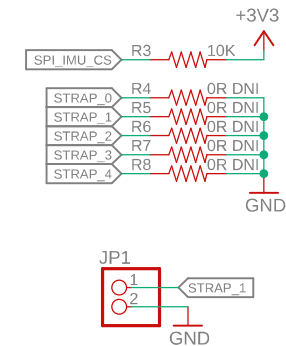 +3V3
SPI_IMU_CS R3 10K
STRAP_0 R4 0R DNI
STRAP_1 R5 0R DNI
STRAP_2 R6 0R DNI
STRAP_3 R7 0R DNI
STRAP_4 R8 0R DNI
GND
JP1
1 STRAP_1
2
GND